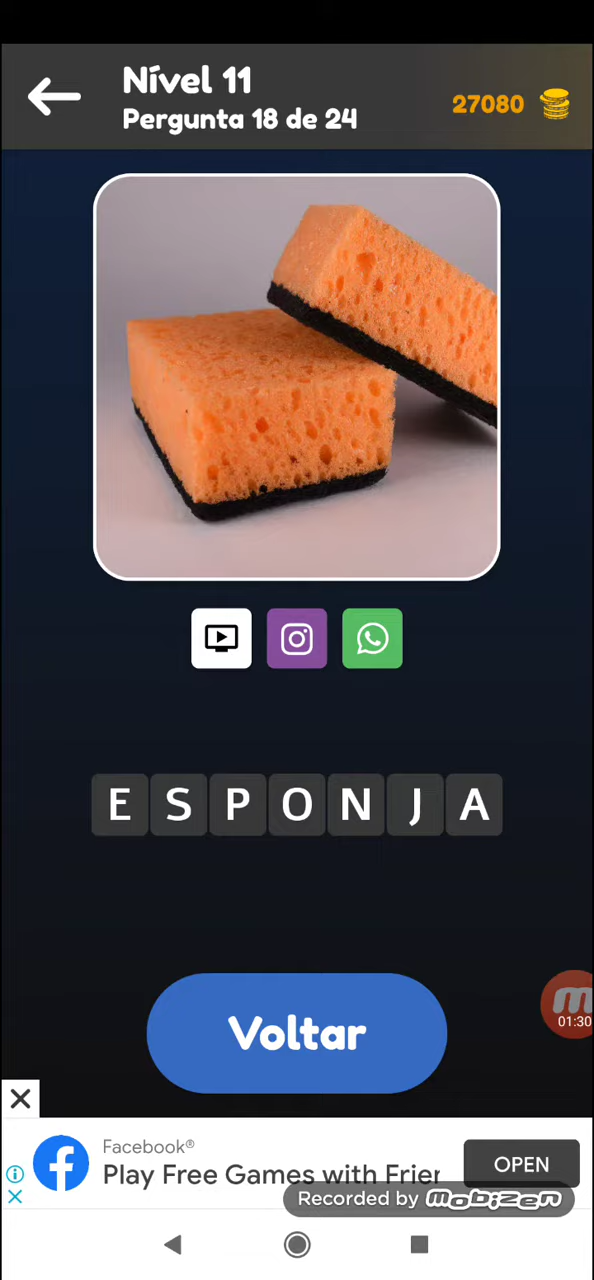 Nível 11
Pergunta 18 de 24
27080
ESPONJA
Voltar
01:30
Facebook®
Play Free Games with Frier
OPEN
Recorded by mobizen